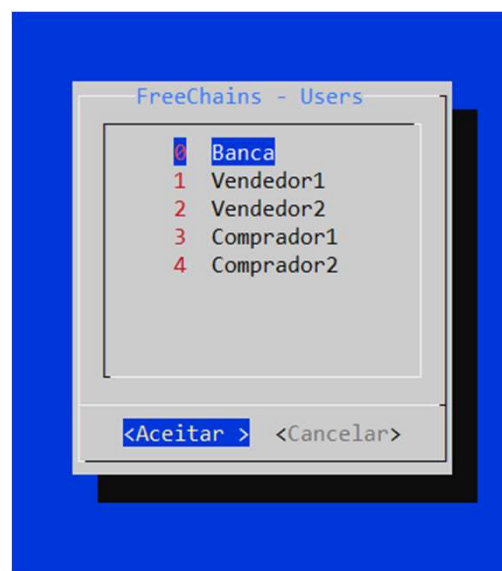 FreeChains - Users
0 Banca
1 Vendedor1
2 Vendedor2
3 Comprador1
4 Comprador2
<Aceitar > <Cancelar>